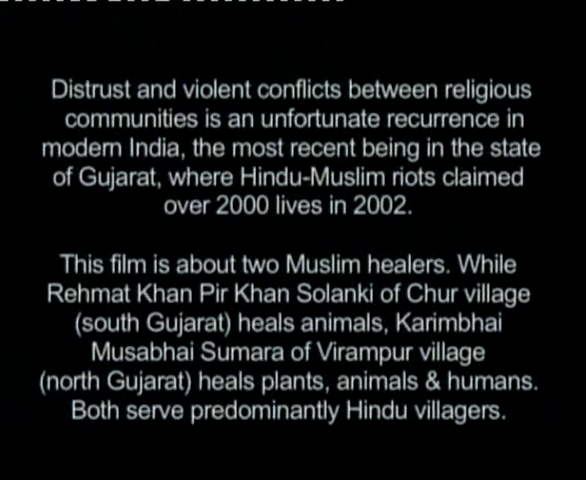 Distrust and violent conflicts between religious
communities is an unfortunate recurrence in
modern India, the most recent being in the state
of Gujarat, where Hindu-Muslim riots claimed
over 2000 lives in 2002.
This film is about two Muslim healers. While
Rehmat Khan Pir Khan Solanki of Chur village
(south Gujarat) heals animals, Karimbhai
Musabhai Sumara of Virampur village
(north Gujarat) heals plants, animals & humans.
Both serve predominantly Hindu villagers.